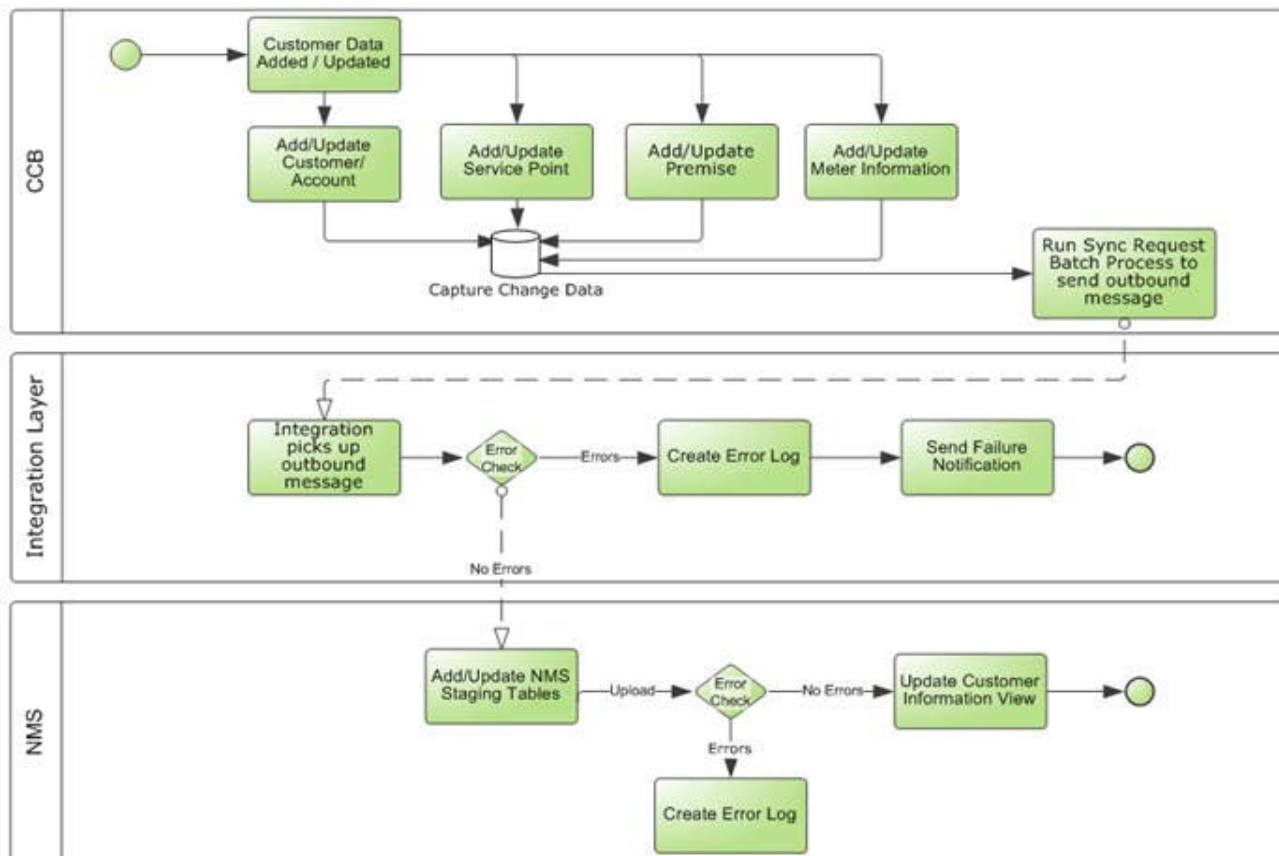 CCB
Customer Data
Added / Updated
Add/Update
Customer/
Account
Add/Update
Service Point
Add/Update
Premise
Add/Update
Meter Information
Capture Change Data
Run Sync Request
Batch Process to
send outbound
message
Integration Layer
Integration
picks up
outbound
message
Error
Check
Errors
Create Error Log
Send Failure
Notification
No Errors
NMS
Add/Update NMS
Staging Tables
Upload
Error
Check
No Errors
Update Customer
Information View
Errors
Create Error Log